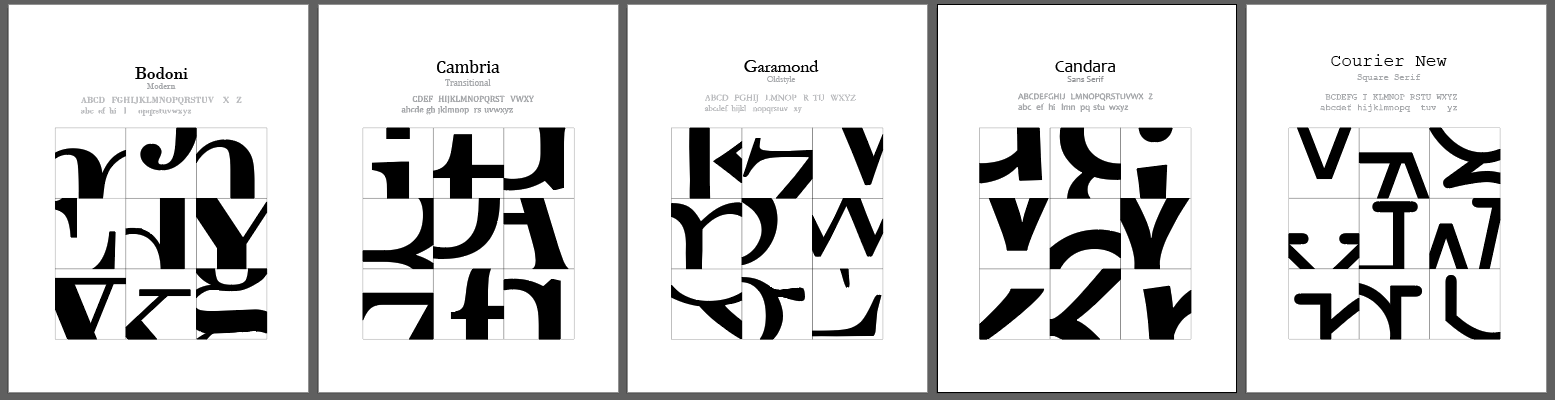 Bodoni
Modern
ABCD FGHIJKLMNOPQRSTUV X Z
abc ef hi l opqrstuvwxyz
Cambria
Transitional
CDEF HIJKLMNOPQRST VWXY
abcde gh jklmnop rs uvwxyz
Garamond
Oldstyle
ABCD FGHIJ LMNOP R TU WXYZ
abcdef hijkl nopqrstuv xy
Candara
Sans Serif
ABCDEFGHIJ LMNOPQRSTUVWX Z
abc ef hi lmn pq stu wxyz
Courier New
Square Serif
BCDEFG J KLMNOP RSTU WXYZ
abcdef hijklmnopq tuv yz